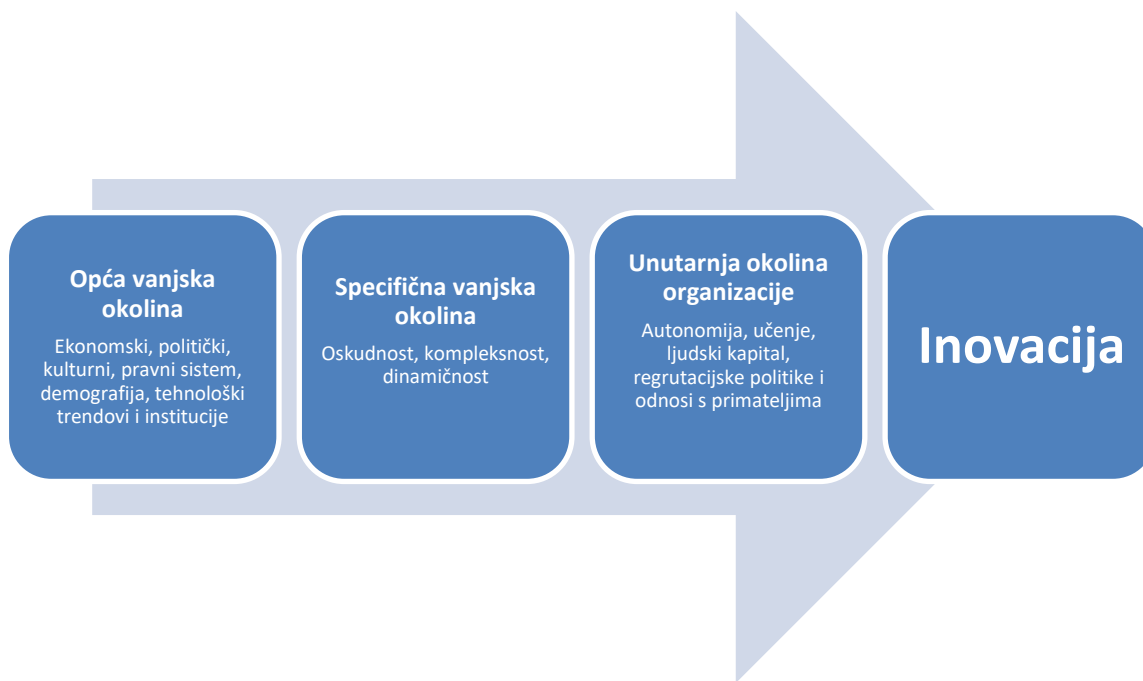 Opća vanjska
okolina
Ekonomski, politički,
kulturni, pravni sistem,
demografija, tehnološki
trendovi i institucije
Specifična vanjska
okolina
Oskudnost, kompleksnost,
dinamičnost
Unutarnja okolina
organizacije
Autonomija, učenje,
ljudski kapital,
regrutacijske politike i
odnosi s primateljima
Inovacija